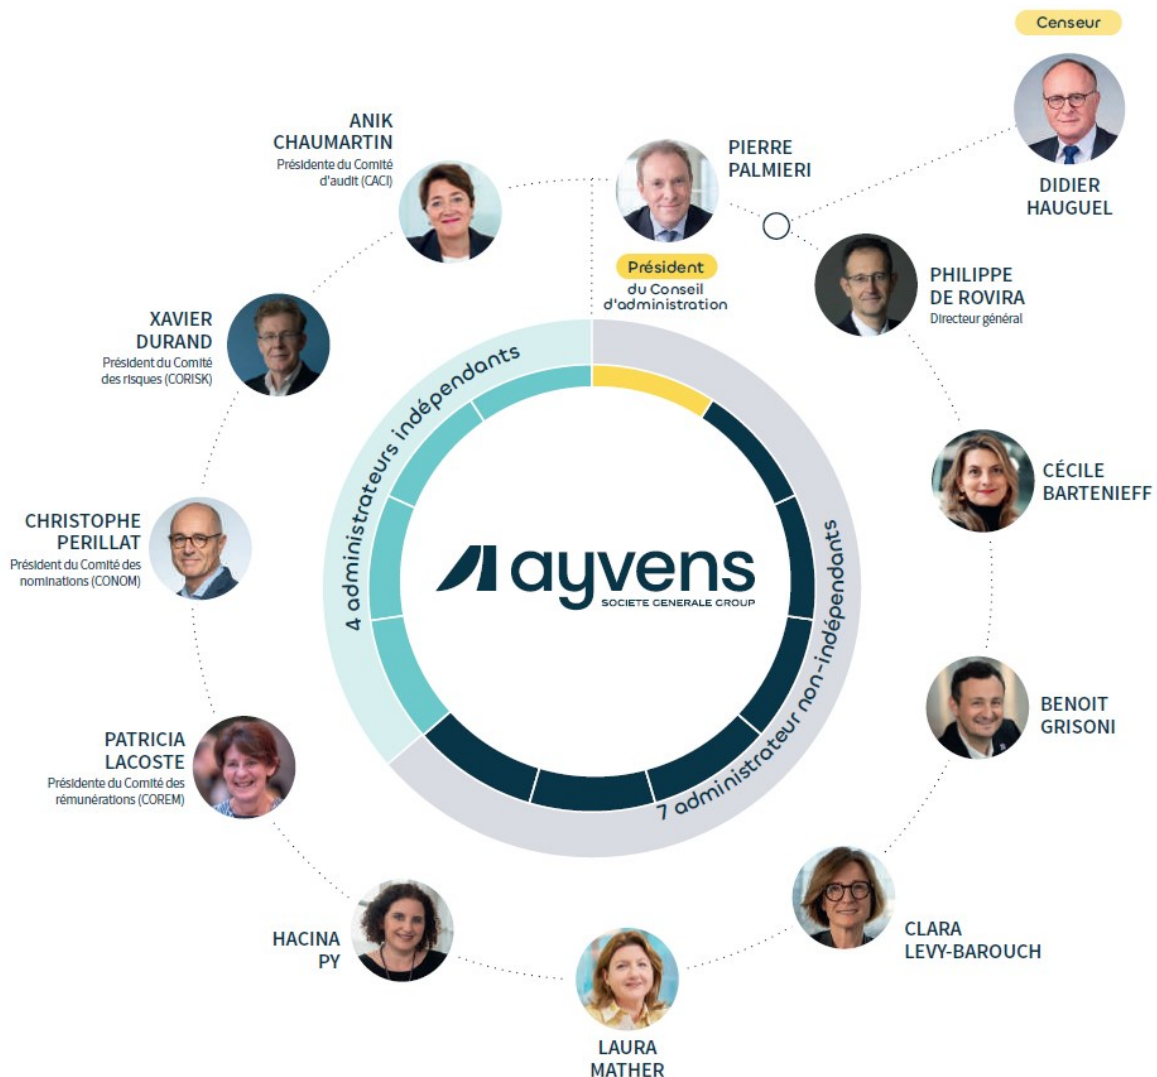 Censeur
DIDIER
HAUGUEL
ANIK
CHAUMARTIN
Présidente du Comité
d'audit (CACI)
PIERRE
PALMIERI
Président
du Conseil
d'administration
PHILIPPE
DE ROVIRA
Directeur général
XAVIER
DURAND
Président du Comité
des risques (CORISK)
4 administrateurs indépendants
7 administrateur non-indépendants
CÉCILE
BARTENIEFF
CHRISTOPHE
PERILLAT
Président du Comité des
nominations (CONOM)
ayvens
SOCIETE GENERALE GROUP
BENOIT
GRISONI
PATRICIA
LACOSTE
Présidente du Comité des
rémunérations (COREM)
CLARA
LEVY-BAROUCH
HACINA
PY
LAURA
MATHER